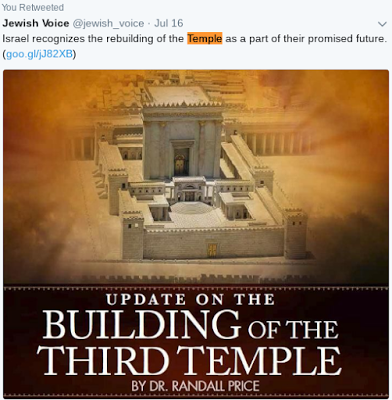 You Retweeted
Jewish Voice @jewish_voice · Jul 16
Israel recognizes the rebuilding of the Temple as a part of their promised future.
(goo.gl/jJ82XB)
UPDATE ON THE
BUILDING OF THE
THIRD TEMPLE
BY DR. RANDALL PRICE